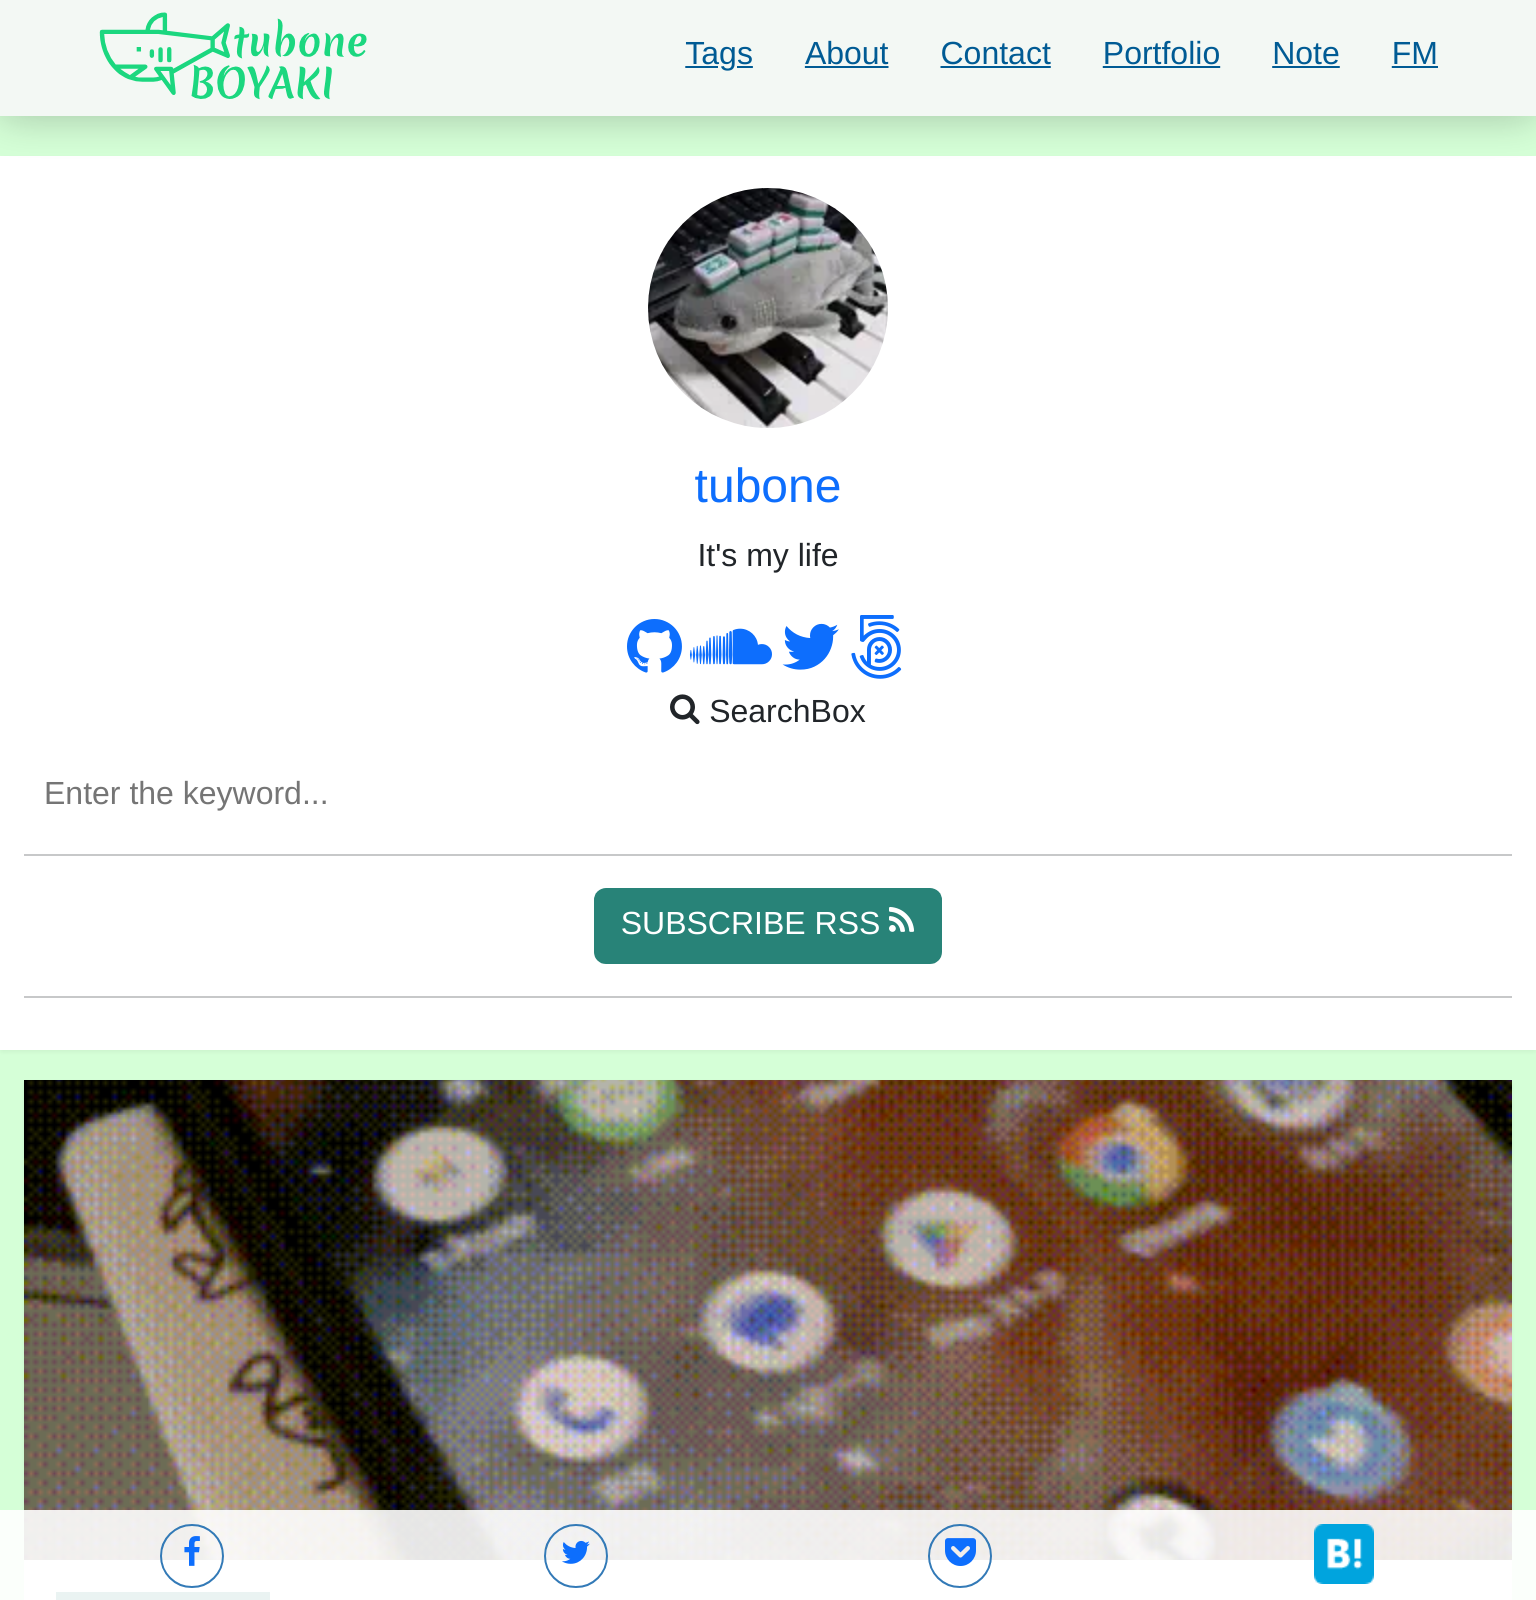 tubone
BOYAKI
Tags About Contact Portfolio Note FM
tubone
It's my life
SearchBox
Enter the keyword...
SUBSCRIBE RSS
B!